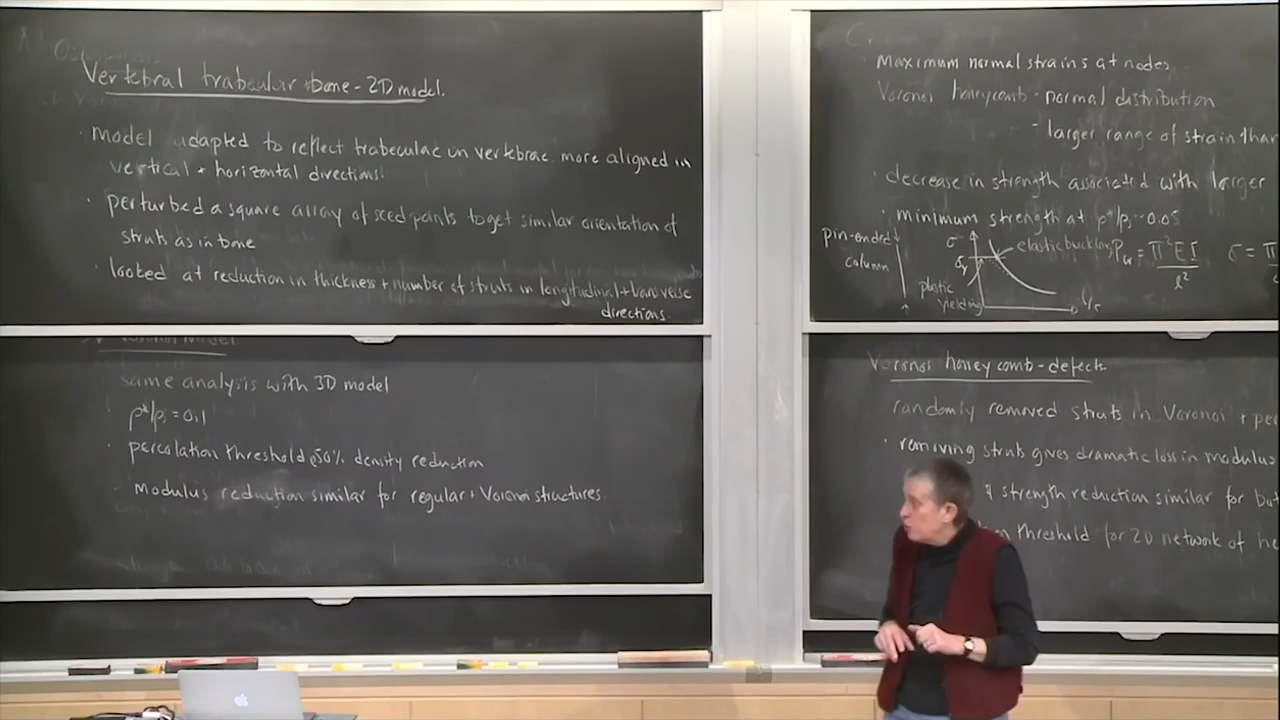 Vertebral trabecular bone - 2D model.
· model adapted to reflect trabeculae in vertebrae, more aligned in
vertical + horizontal directions
· perturbed a square array of seed points to get similar orientation of
struts as in bone
· looked at reduction in thickness + number of struts in longitudinal + transverse
directions.
Voronoi Model
same analysis with 3D model
ρ*/ρs = 0.1
· percolation threshold @50% density reduction
· Modulus reduction similar for regular + Voronoi structures.
· maximum normal strains at nodes
Voronoi honeycomb - normal distribution
- larger range of strain than
· decrease in strength associated with larger
· minimum strength at ρ*/ρs ~ 0.05
pin-ended
column
σ
σy
elastic buckling
plastic
yielding
l/r
Pcr = π²EI
l²
σ = π
Voronoi honeycomb - defects.
randomly removed struts in Voronoi +
· removing struts gives dramatic loss in modulus
& strength reduction similar for
threshold for 2D network of